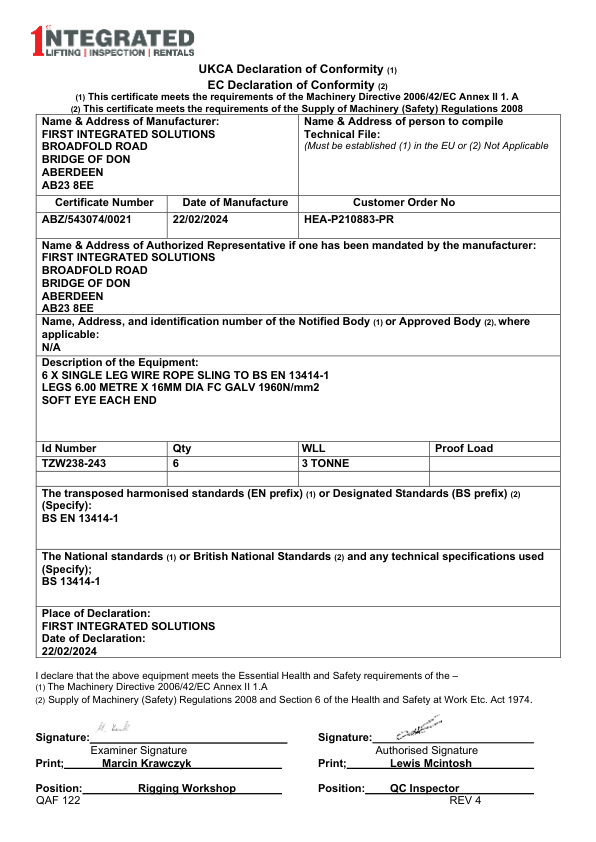 1ST INTEGRATED
LIFTING | INSPECTION | RENTALS
UKCA Declaration of Conformity (1)
EC Declaration of Conformity (2)
(1) This certificate meets the requirements of the Machinery Directive 2006/42/EC Annex II 1. A
(2) This certificate meets the requirements of the Supply of Machinery (Safety) Regulations 2008
Name & Address of Manufacturer:
FIRST INTEGRATED SOLUTIONS
BROADFOLD ROAD
BRIDGE OF DON
ABERDEEN
AB23 8EE
Name & Address of person to compile
Technical File:
(Must be established (1) in the EU or (2) Not Applicable
Certificate Number Date of Manufacture Customer Order No
ABZ/543074/0021 22/02/2024 HEA-P210883-PR
Name & Address of Authorized Representative if one has been mandated by the manufacturer:
FIRST INTEGRATED SOLUTIONS
BROADFOLD ROAD
BRIDGE OF DON
ABERDEEN
AB23 8EE
Name, Address, and identification number of the Notified Body (1) or Approved Body (2), where
applicable:
N/A
Description of the Equipment:
6 X SINGLE LEG WIRE ROPE SLING TO BS EN 13414-1
LEGS 6.00 METRE X 16MM DIA FC GALV 1960N/mm2
SOFT EYE EACH END
Id Number Qty WLL Proof Load
TZW238-243 6 3 TONNE
The transposed harmonised standards (EN prefix) (1) or Designated Standards (BS prefix) (2)
(Specify):
BS EN 13414-1
The National standards (1) or British National Standards (2) and any technical specifications used
(Specify);
BS 13414-1
Place of Declaration:
FIRST INTEGRATED SOLUTIONS
Date of Declaration:
22/02/2024
I declare that the above equipment meets the Essential Health and Safety requirements of the –
(1) The Machinery Directive 2006/42/EC Annex II 1.A
(2) Supply of Machinery (Safety) Regulations 2008 and Section 6 of the Health and Safety at Work Etc. Act 1974.
Signature: Signature:
Examiner Signature Authorised Signature
Print; Marcin Krawczyk Print; Lewis Mcintosh
Position: Rigging Workshop Position: QC Inspector
QAF 122 REV 4